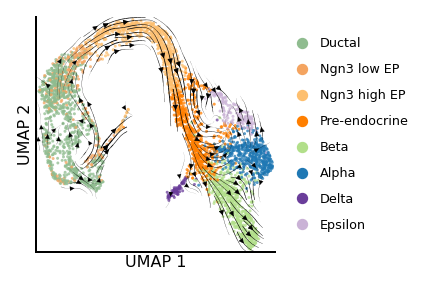 UMAP 2
UMAP 1
Ductal
Ngn3 low EP
Ngn3 high EP
Pre-endocrine
Beta
Alpha
Delta
Epsilon